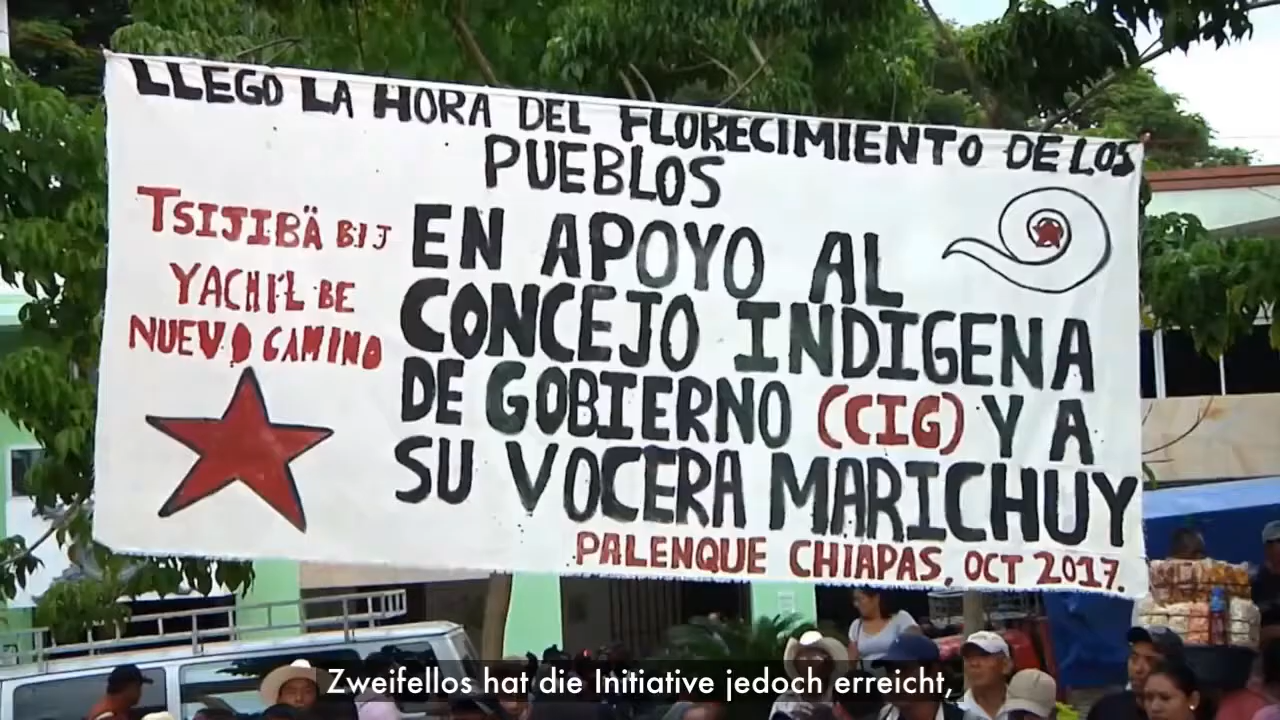 LLEGO LA HORA DEL FLORECIMIENTO DE LOS
PUEBLOS
TSIJIBÄ BIJ
YACHI'L BE
NUEVO CAMINO
EN APOYO AL
CONCEJO INDIGENA
DE GOBIERNO (CIG) Y A
SU VOCERA MARICHUY
PALENQUE CHIAPAS, OCT 2017.
Zweifellos hat die Initiative jedoch erreicht,